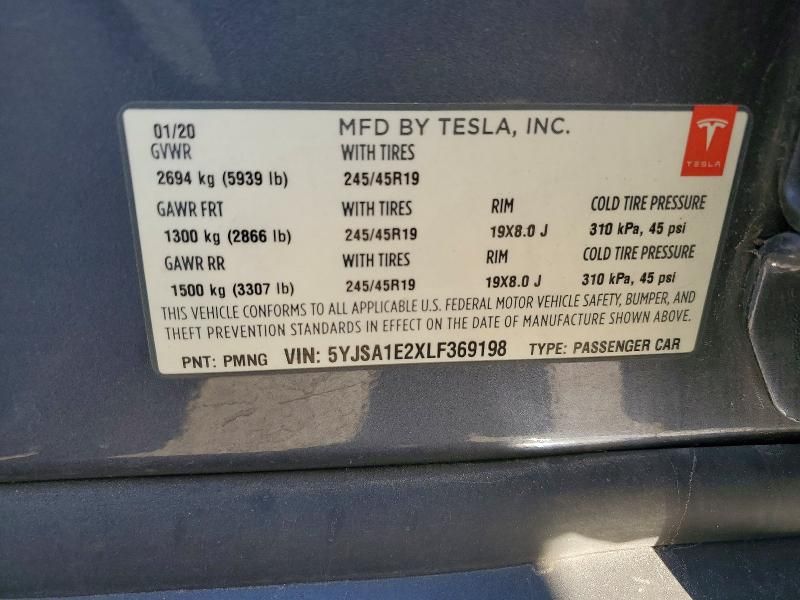 01/20 MFD BY TESLA, INC.
GVWR WITH TIRES
2694 kg (5939 lb) 245/45R19
TESLA
GAWR FRT WITH TIRES RIM COLD TIRE PRESSURE
1300 kg (2866 lb) 245/45R19 19X8.0 J 310 kPa, 45 psi
GAWR RR WITH TIRES RIM COLD TIRE PRESSURE
1500 kg (3307 lb) 245/45R19 19X8.0 J 310 kPa, 45 psi
THIS VEHICLE CONFORMS TO ALL APPLICABLE U.S. FEDERAL MOTOR VEHICLE SAFETY, BUMPER, AND
THEFT PREVENTION STANDARDS IN EFFECT ON THE DATE OF MANUFACTURE SHOWN ABOVE.
PNT: PMNG VIN: 5YJSA1E2XLF369198 TYPE: PASSENGER CAR